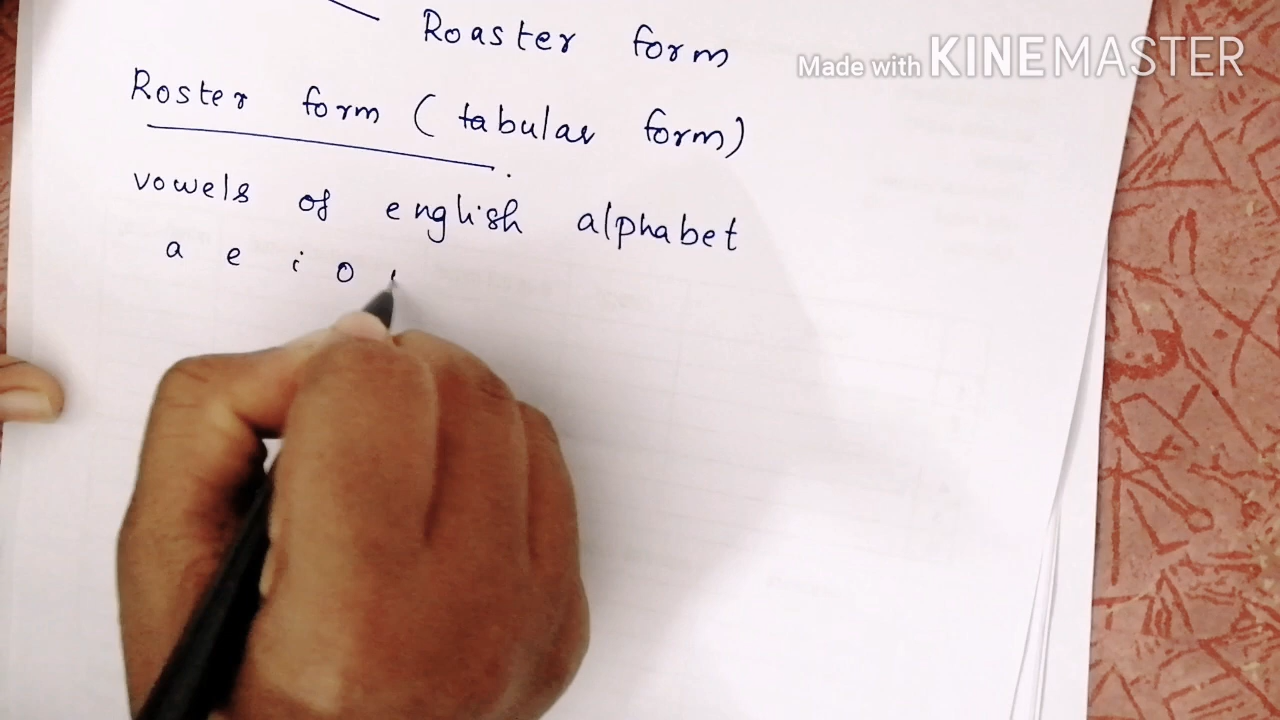 Roaster form
Made with KINEMASTER
Roster form (tabular form)
vowels of english alphabet
a e i o